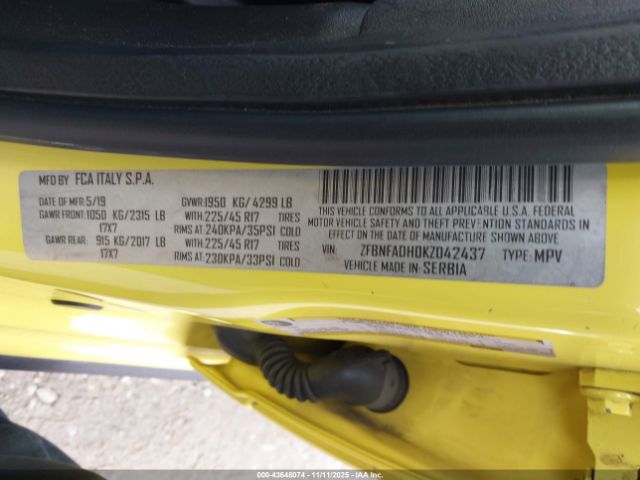 MFD BY FCA ITALY S.P.A.
DATE OF MFR: 5/19 GVWR: 1950 KG/ 4299 LB
GAWR FRONT: 1050 KG/2315 LB WITH 225/45 R17 TIRES
17X7 RIMS AT 240KPA/35PSI COLD
GAWR REAR: 915 KG/2017 LB WITH 225/45 R17 TIRES
17X7 RIMS AT 230KPA/33PSI COLD
THIS VEHICLE CONFORMS TO ALL APPLICABLE U.S.A. FEDERAL
MOTOR VEHICLE SAFETY AND THEFT PREVENTION STANDARDS IN
EFFECT ON THE DATE OF MANUFACTURE SHOWN ABOVE.
VIN: ZFBNFADH0KZ042437 TYPE: MPV
VEHICLE MADE IN SERBIA
000-43648074 - 11/11/2025 - IAAHolding, LLC